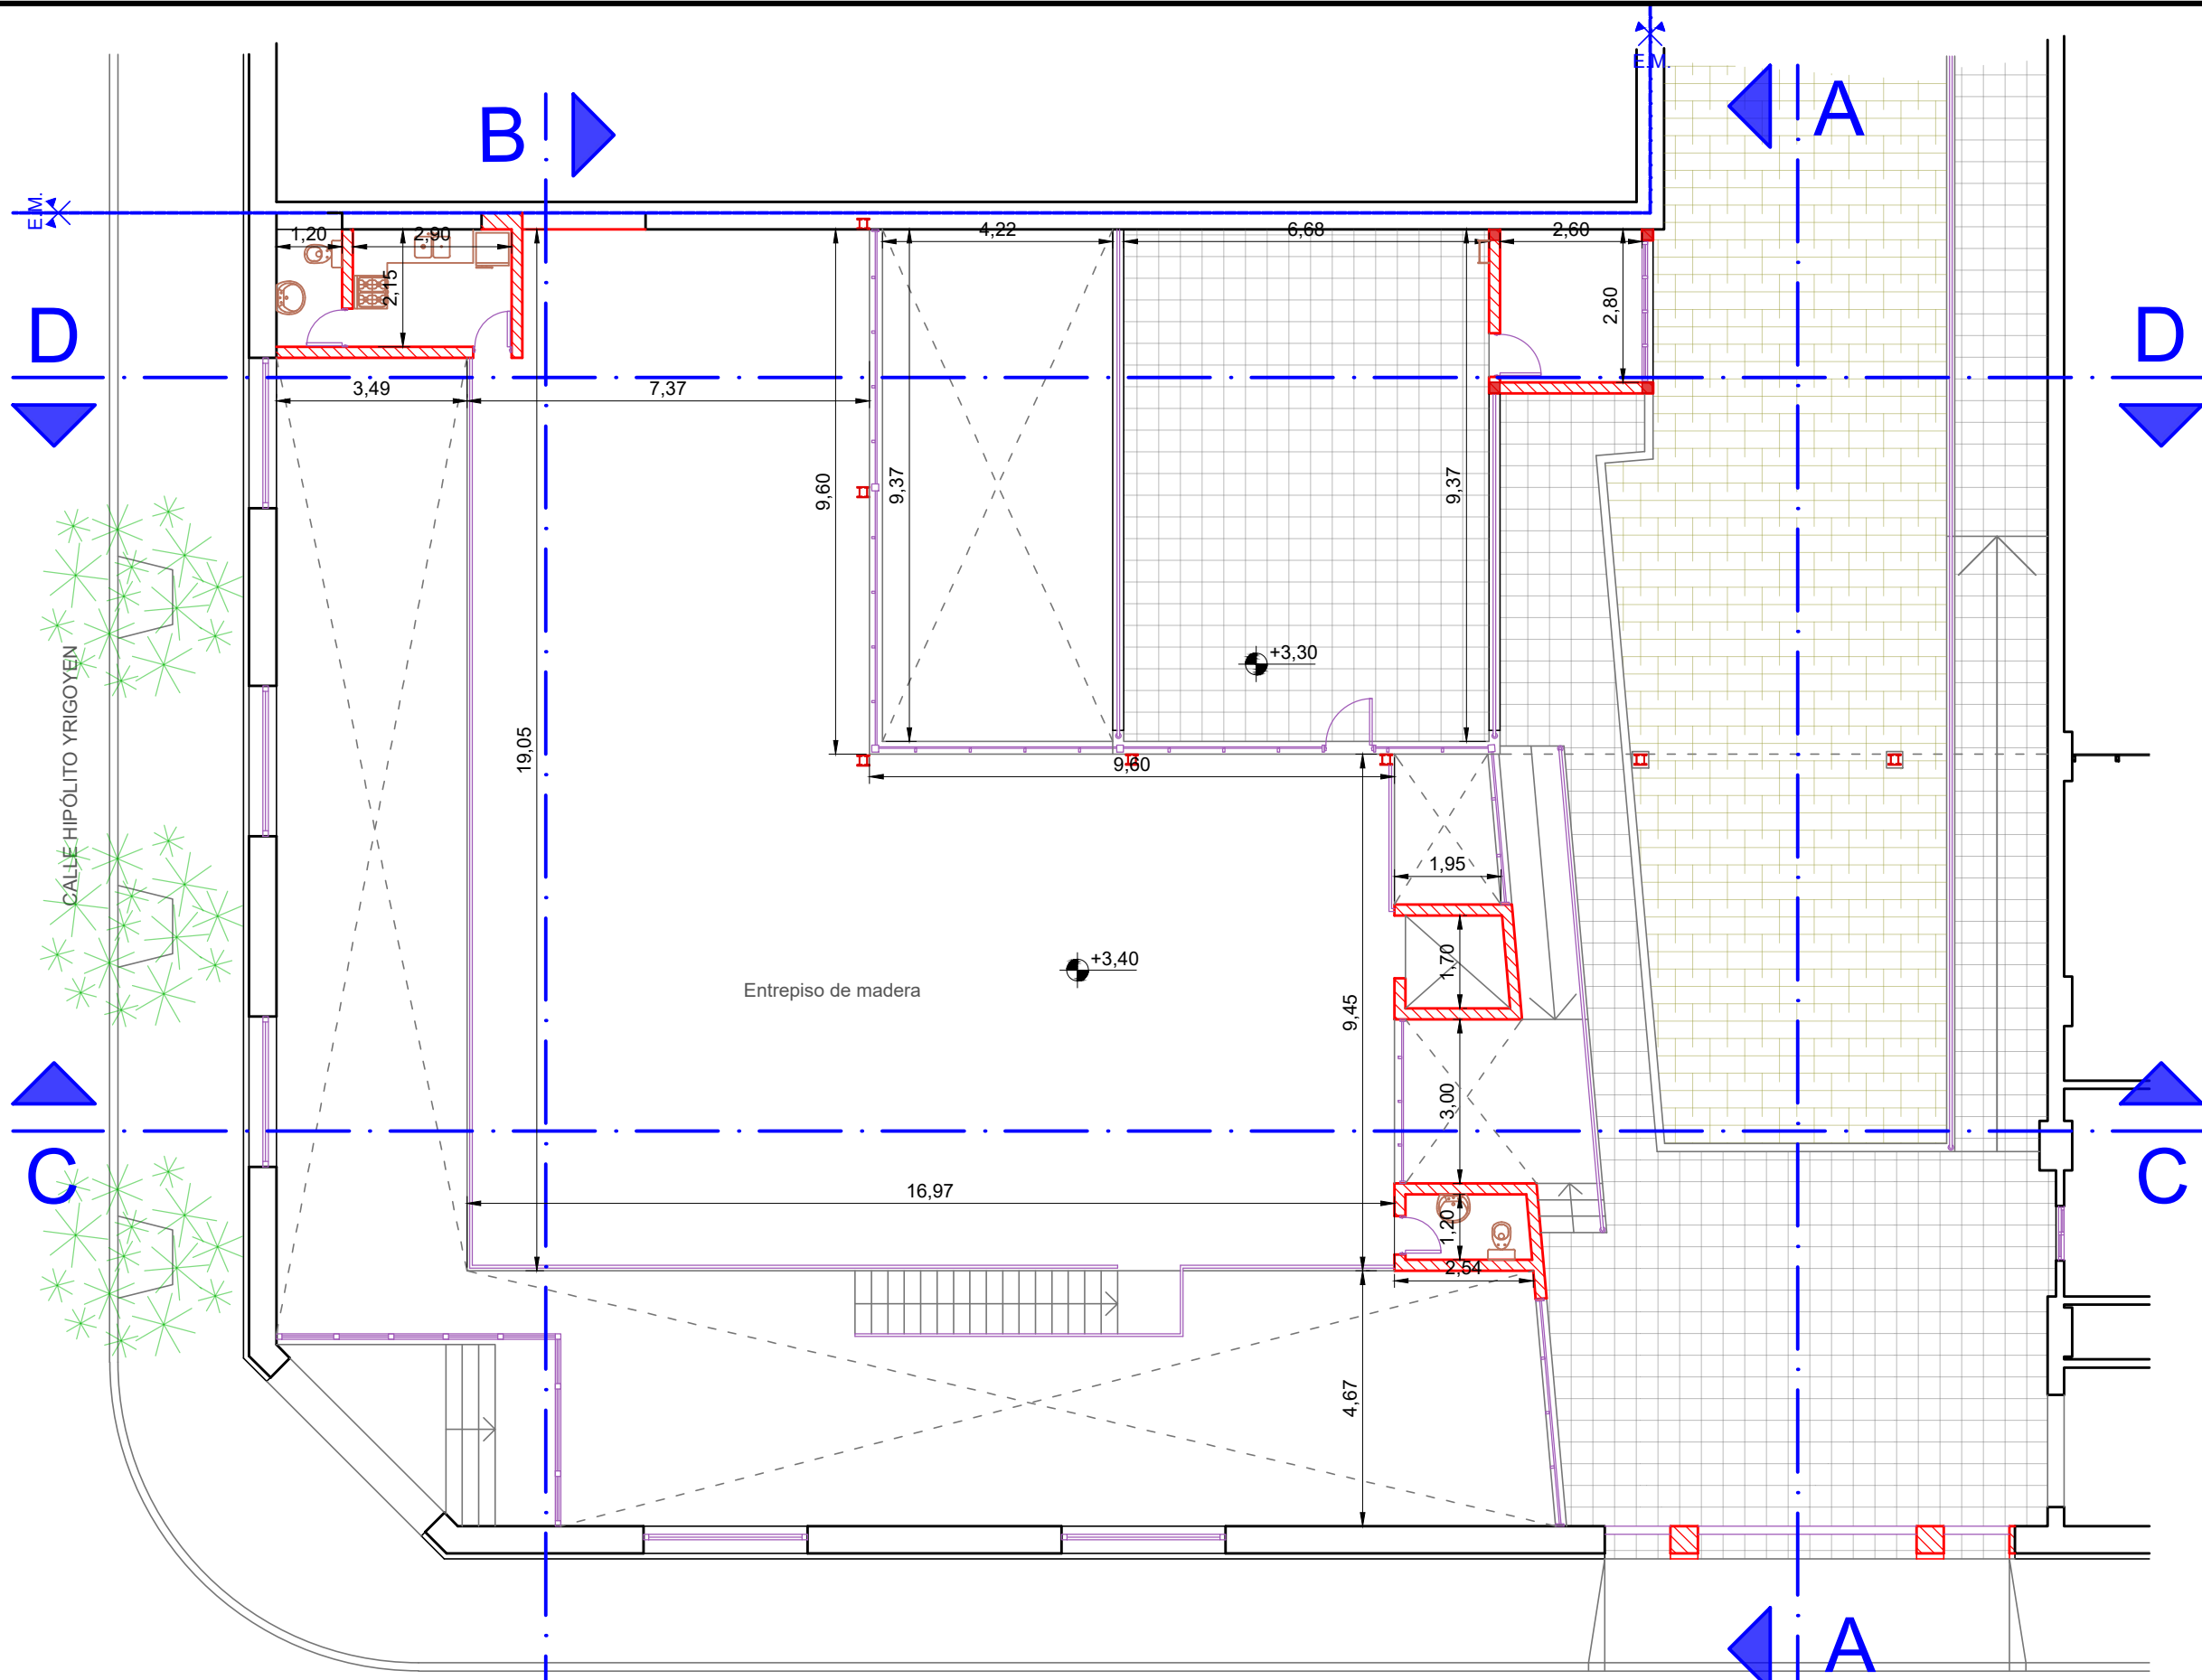 E.M.
B
A
E.M.
1,20
2,90
4,22
6,68
2,60
2,15
2,80
D
D
3,49
7,37
9,60
9,37
9,37
+3,30
CALLE HIPÓLITO YRIGOYEN
19,05
9,60
1,95
+3,40
Entrepiso de madera
1,70
9,45
3,00
C
C
16,97
1,20
2,54
4,67
A